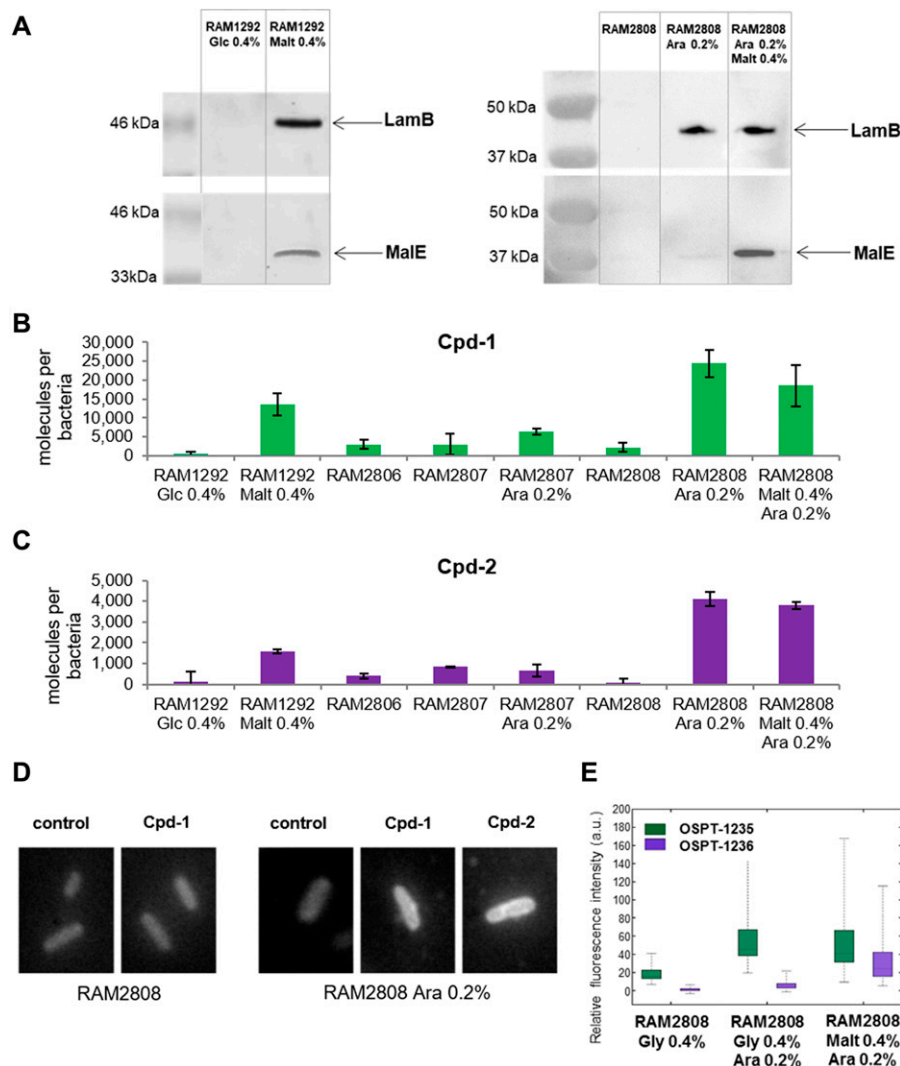 A
RAM1292
Glc 0.4%
RAM1292
Malt 0.4%
46 kDa
LamB
46 kDa
33kDa
MalE
RAM2808
RAM2808
Ara 0.2%
RAM2808
Ara 0.2%
Malt 0.4%
50 kDa
37 kDa
LamB
50 kDa
37 kDa
MalE
B
Cpd-1
molecules per
bacteria
30,000
25,000
20,000
15,000
10,000
5,000
0
RAM1292
Glc 0.4%
RAM1292
Malt 0.4%
RAM2806
RAM2807
RAM2807
Ara 0.2%
RAM2808
RAM2808
Ara 0.2%
RAM2808
Malt 0.4%
Ara 0.2%
C
Cpd-2
molecules per
bacteria
5,000
4,000
3,000
2,000
1,000
0
RAM1292
Glc 0.4%
RAM1292
Malt 0.4%
RAM2806
RAM2807
RAM2807
Ara 0.2%
RAM2808
RAM2808
Ara 0.2%
RAM2808
Malt 0.4%
Ara 0.2%
D
control
Cpd-1
RAM2808
control
Cpd-1
Cpd-2
RAM2808 Ara 0.2%
E
Relative fluorescence intensity (a.u.)
200
180
160
140
120
100
80
60
40
20
0
OSPT-1235
OSPT-1236
RAM2808
Gly 0.4%
RAM2808
Gly 0.4%
Ara 0.2%
RAM2808
Malt 0.4%
Ara 0.2%